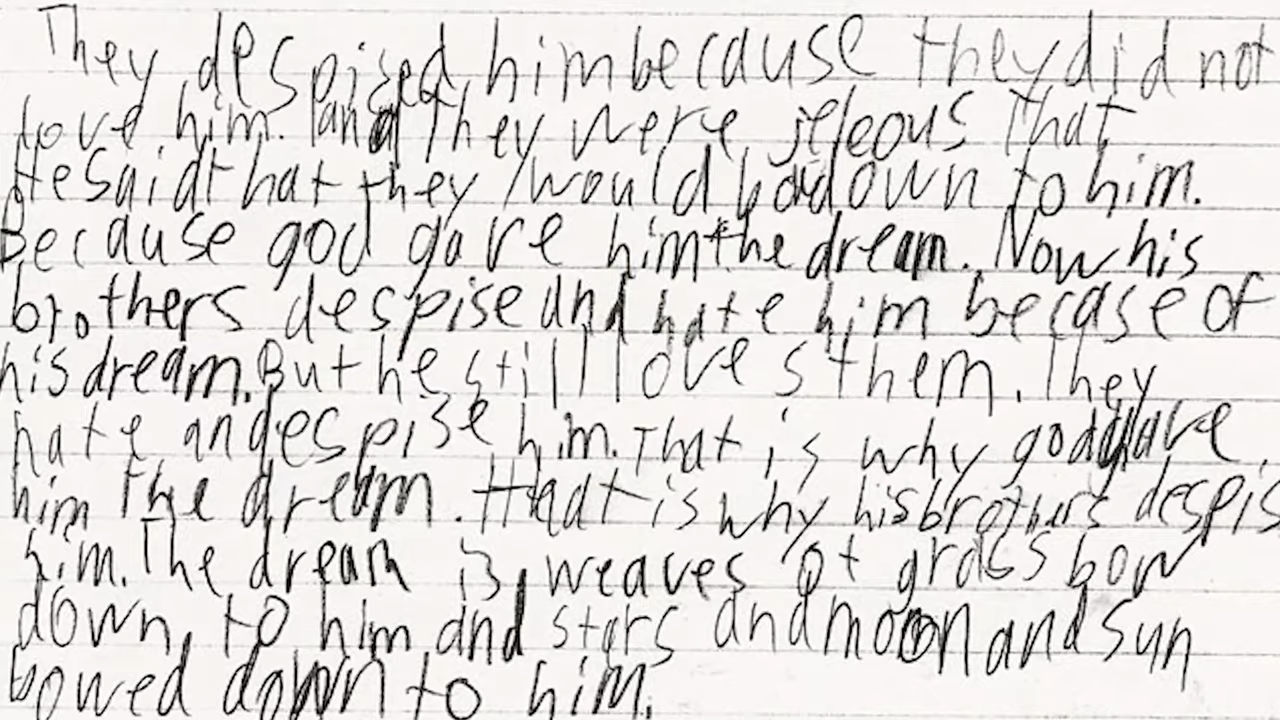 They despised him because they did not
love him. and they were jeleous that
He said that they would bow down to him.
Because god gave him the dream. Now his
brothers despise and hate him becase of
his dream. But he still loves them. They
hate an despise him. That is why god gave
him the dream. That is why his brothers despis
him. The dream is weaves of grass bow
down to him and stars and moon and sun
bowed down to him.